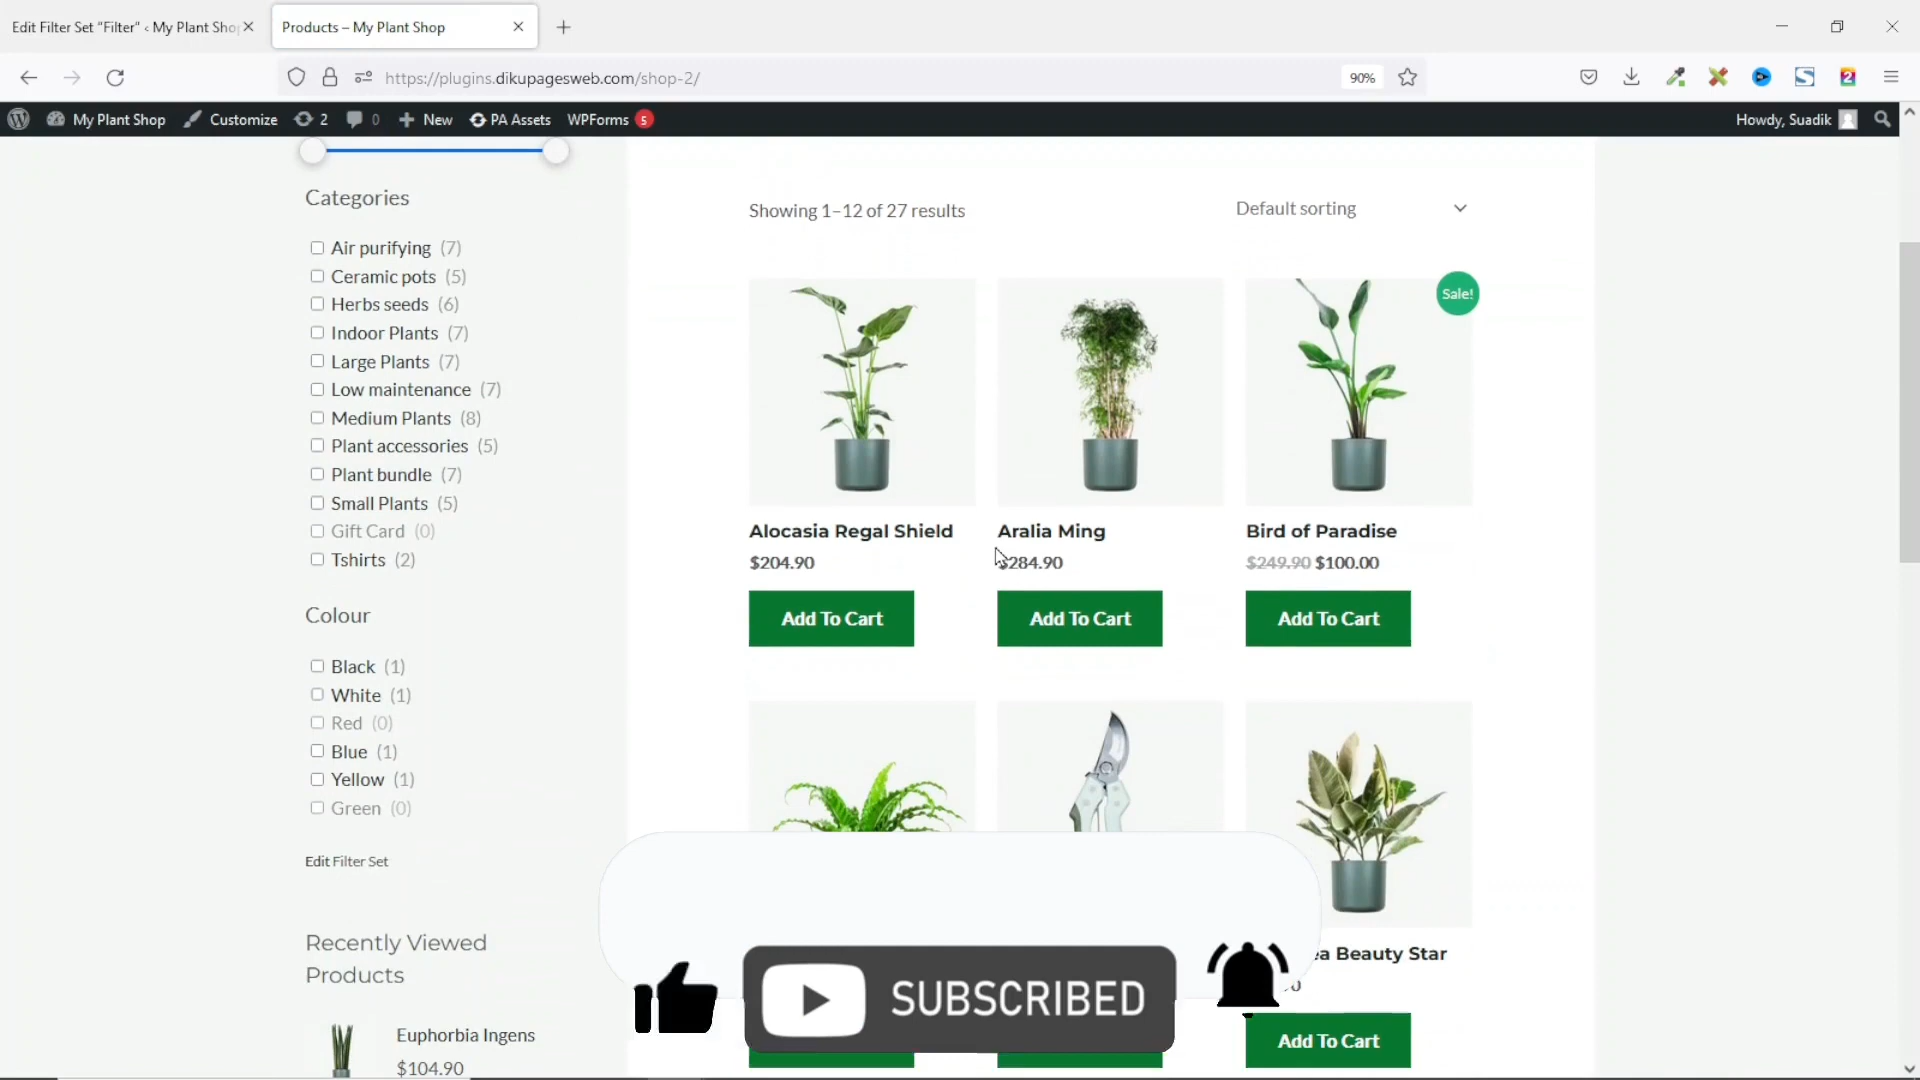 Edit Filter Set “Filter” ‹ My Plant Sho
Products – My Plant Shop
https://plugins.dikupagesweb.com/shop-2/
90%
2
My Plant Shop
Customize
2
0
New
PA Assets
WPForms 5
Howdy, Suadik
Categories
Air purifying (7)
Ceramic pots (5)
Herbs seeds (6)
Indoor Plants (7)
Large Plants (7)
Low maintenance (7)
Medium Plants (8)
Plant accessories (5)
Plant bundle (7)
Small Plants (5)
Gift Card (0)
Tshirts (2)
Colour
Black (1)
White (1)
Red (0)
Blue (1)
Yellow (1)
Green (0)
Edit Filter Set
Recently Viewed
Products
Euphorbia Ingens
$104.90
Showing 1–12 of 27 results
Default sorting
Sale!
Alocasia Regal Shield
$204.90
Add To Cart
Aralia Ming
$284.90
Add To Cart
Bird of Paradise
$249.90 $100.00
Add To Cart
Beauty Star
Add To Cart
SUBSCRIBED